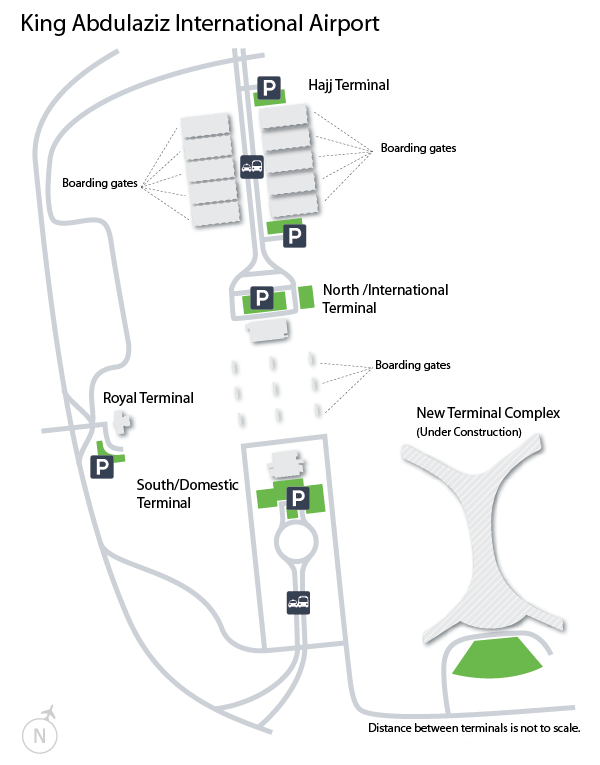 King Abdulaziz International Airport
P
Hajj Terminal
Boarding gates
Boarding gates
P
P
North /International
Terminal
Boarding gates
Royal Terminal
New Terminal Complex
(Under Construction)
P
South/Domestic
Terminal
P
Distance between terminals is not to scale.
N